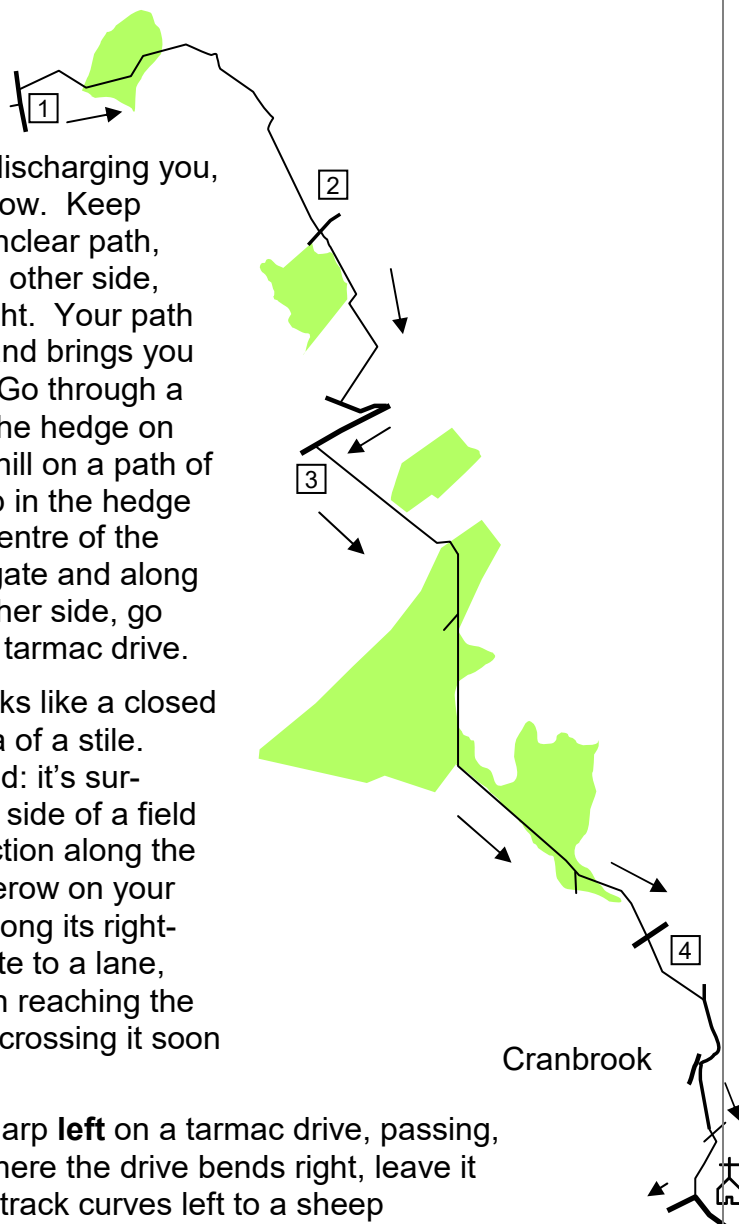 1
discharging you,
2
ow. Keep
nclear path,
other side,
ht. Your path
and brings you
Go through a
he hedge on
hill on a path of
3
o in the hedge
entre of the
gate and along
her side, go
tarmac drive.
ks like a closed
a of a stile.
d: it's sur-
side of a field
ction along the
erow on your
ong its right-
te to a lane,
4
n reaching the
crossing it soon
Cranbrook
arp left on a tarmac drive, passing,
here the drive bends right, leave it
track curves left to a sheep